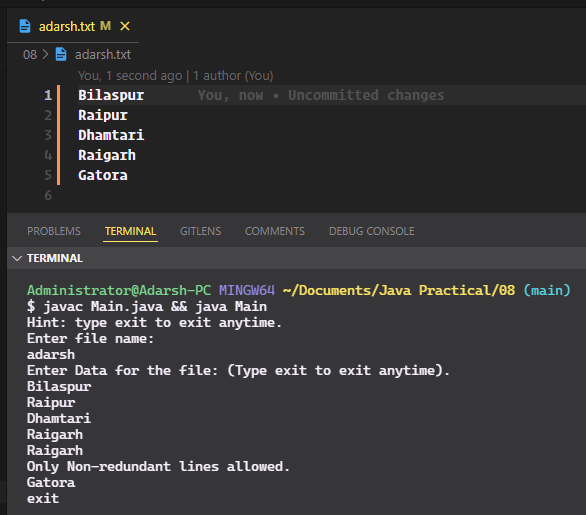 adarsh.txt M
08 > adarsh.txt
You, 1 second ago | 1 author (You)
1 Bilaspur You, now • Uncommitted changes
2 Raipur
3 Dhamtari
4 Raigarh
5 Gatora
6
PROBLEMS TERMINAL GITLENS COMMENTS DEBUG CONSOLE
TERMINAL
Administrator@Adarsh-PC MINGW64 ~/Documents/Java Practical/08 (main)
$ javac Main.java && java Main
Hint: type exit to exit anytime.
Enter file name:
adarsh
Enter Data for the file: (Type exit to exit anytime).
Bilaspur
Raipur
Dhamtari
Raigarh
Raigarh
Only Non-redundant lines allowed.
Gatora
exit